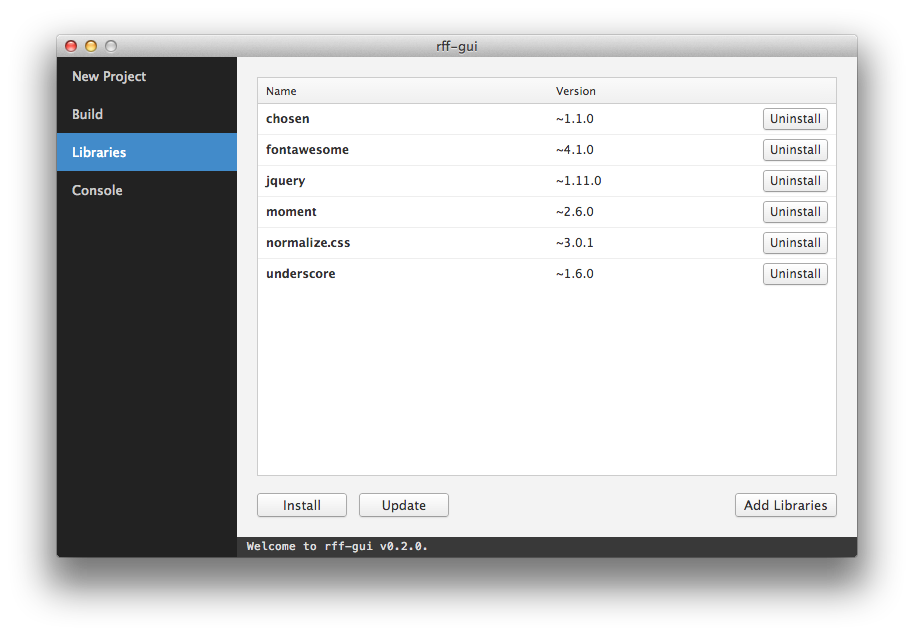 rff-gui
New Project
Build
Libraries
Console
Name Version
chosen ~1.1.0 Uninstall
fontawesome ~4.1.0 Uninstall
jquery ~1.11.0 Uninstall
moment ~2.6.0 Uninstall
normalize.css ~3.0.1 Uninstall
underscore ~1.6.0 Uninstall
Install Update Add Libraries
Welcome to rff-gui v0.2.0.